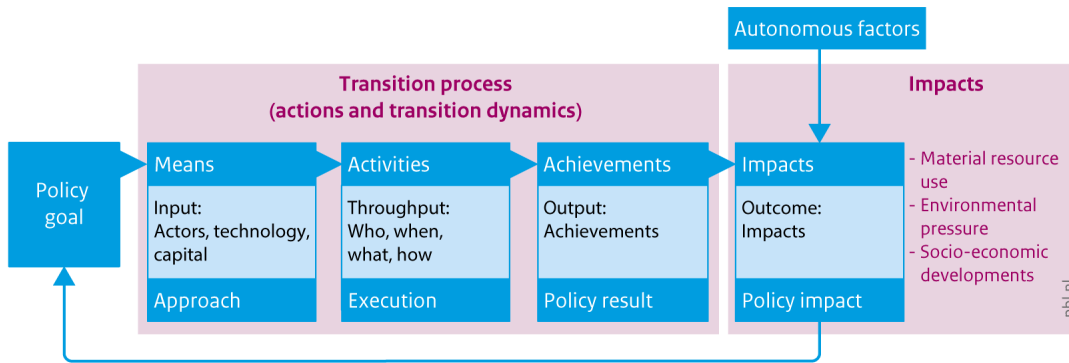 Autonomous factors
Transition process
(actions and transition dynamics)
Impacts
Policy
goal
Means
Input:
Actors, technology,
capital
Approach
Activities
Throughput:
Who, when,
what, how
Execution
Achievements
Output:
Achievements
Policy result
Impacts
Outcome:
Impacts
Policy impact
- Material resource
use
- Environmental
pressure
- Socio-economic
developments
pbl.nl